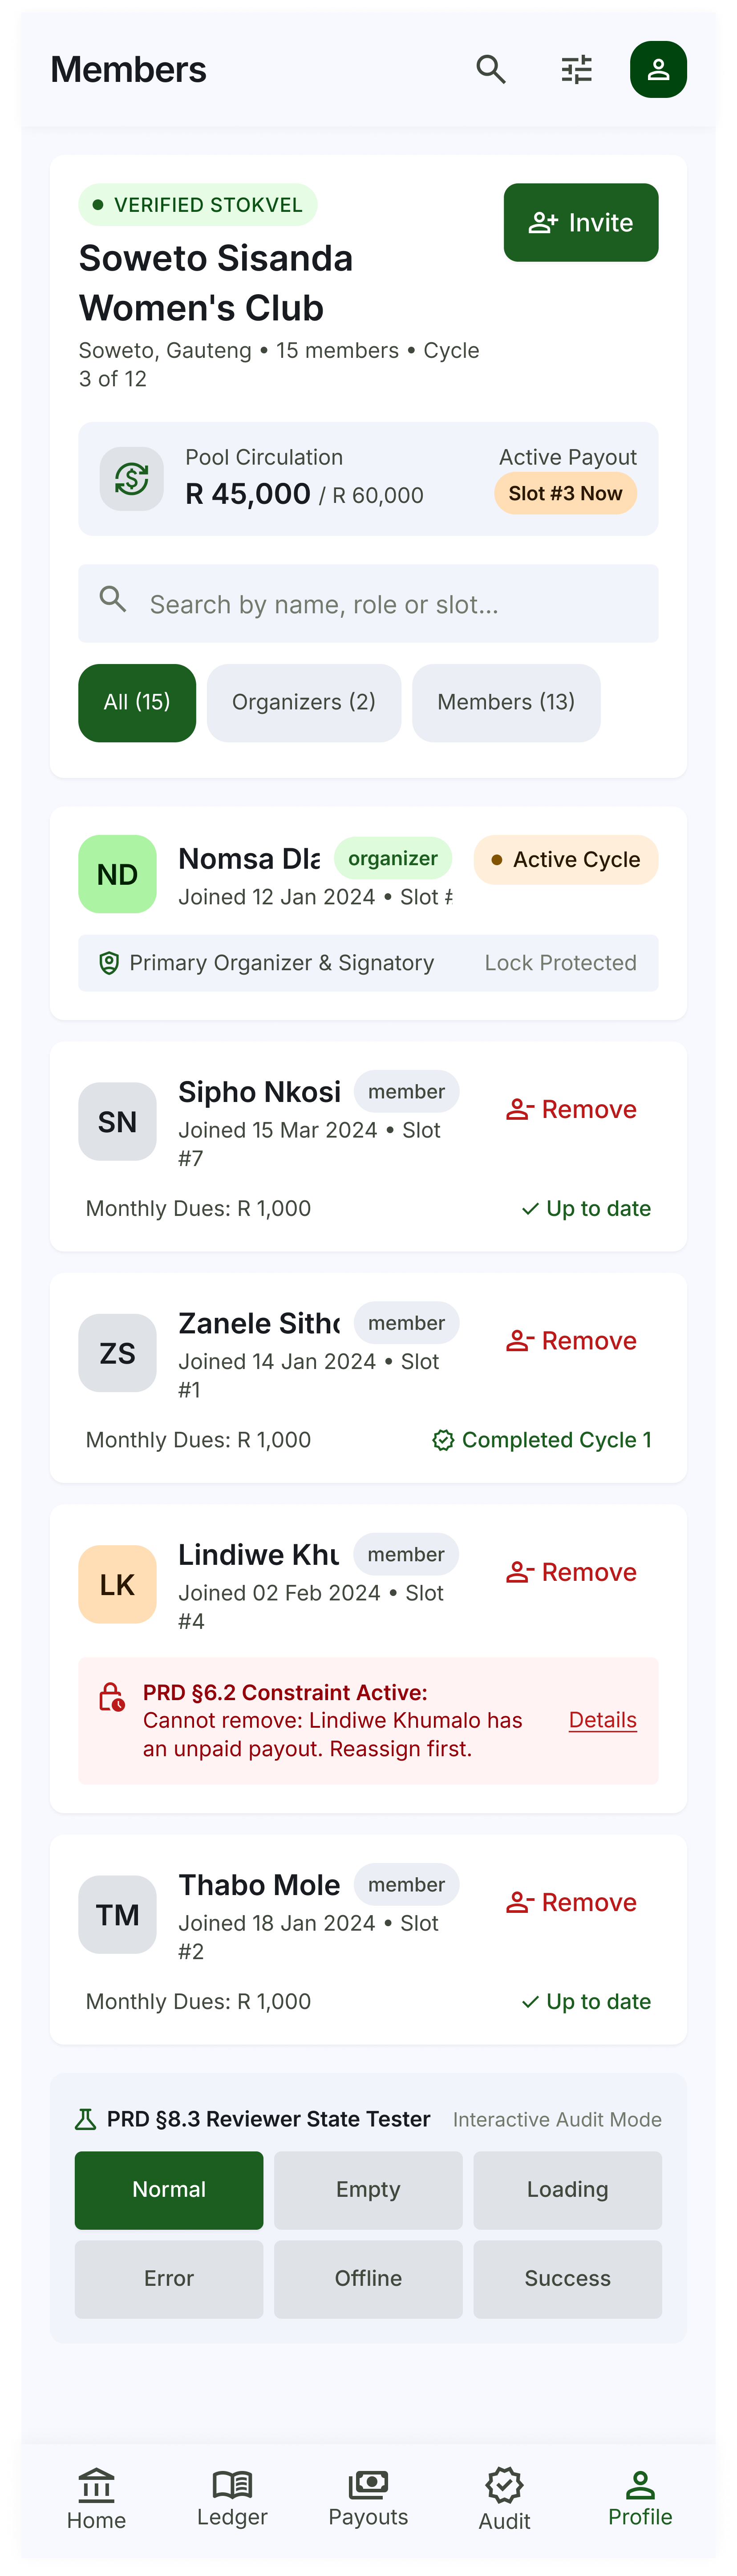 Members
VERIFIED STOKVEL
Invite
Soweto Sisanda
Women's Club
Soweto, Gauteng • 15 members • Cycle
3 of 12
Pool Circulation
R 45,000 / R 60,000
Active Payout
Slot #3 Now
Search by name, role or slot...
All (15)
Organizers (2)
Members (13)
ND
Nomsa Dla
organizer
Active Cycle
Joined 12 Jan 2024 • Slot #
Primary Organizer & Signatory
Lock Protected
SN
Sipho Nkosi
member
Remove
Joined 15 Mar 2024 • Slot
#7
Monthly Dues: R 1,000
Up to date
ZS
Zanele Sitho
member
Remove
Joined 14 Jan 2024 • Slot
#1
Monthly Dues: R 1,000
Completed Cycle 1
LK
Lindiwe Khu
member
Remove
Joined 02 Feb 2024 • Slot
#4
PRD §6.2 Constraint Active:
Cannot remove: Lindiwe Khumalo has
an unpaid payout. Reassign first.
Details
TM
Thabo Mole
member
Remove
Joined 18 Jan 2024 • Slot
#2
Monthly Dues: R 1,000
Up to date
PRD §8.3 Reviewer State Tester
Interactive Audit Mode
Normal
Empty
Loading
Error
Offline
Success
Home
Ledger
Payouts
Audit
Profile